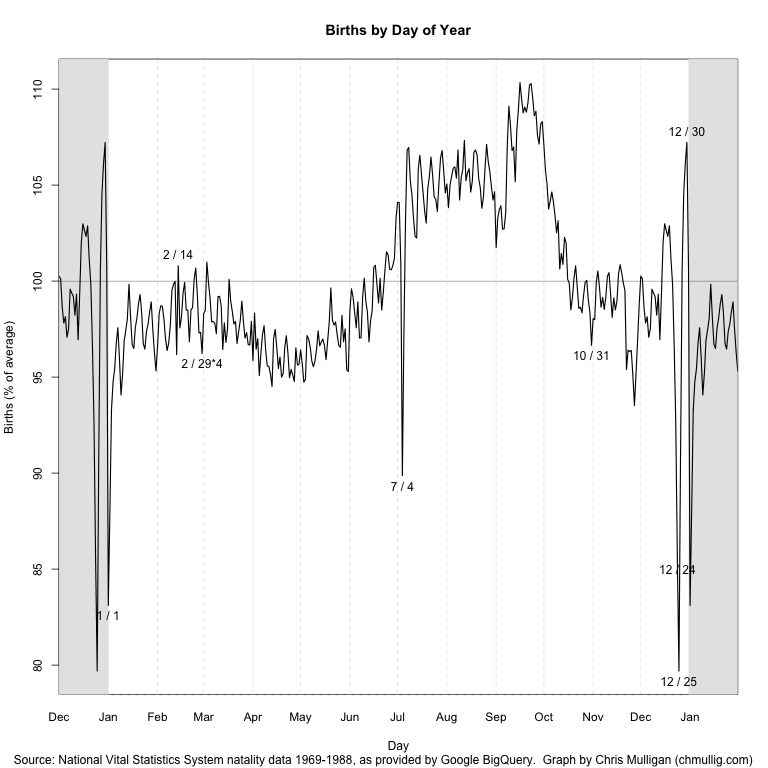 Births by Day of Year
Births (% of average)
110
105
100
95
90
85
80
12 / 30
2 / 14
2 / 29*4
10 / 31
7 / 4
12 / 24
1 / 1
12 / 25
Dec Jan Feb Mar Apr May Jun Jul Aug Sep Oct Nov Dec Jan
Day
Source: National Vital Statistics System natality data 1969-1988, as provided by Google BigQuery. Graph by Chris Mulligan (chmullig.com)